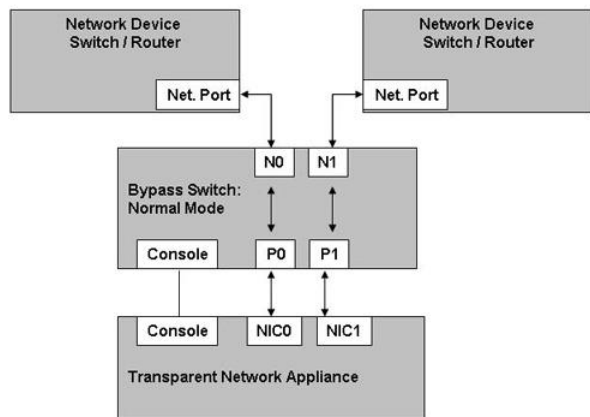 Network Device
Switch / Router
Network Device
Switch / Router
Net. Port
Net. Port
N0
N1
Bypass Switch:
Normal Mode
Console
P0
P1
Console
NIC0
NIC1
Transparent Network Appliance